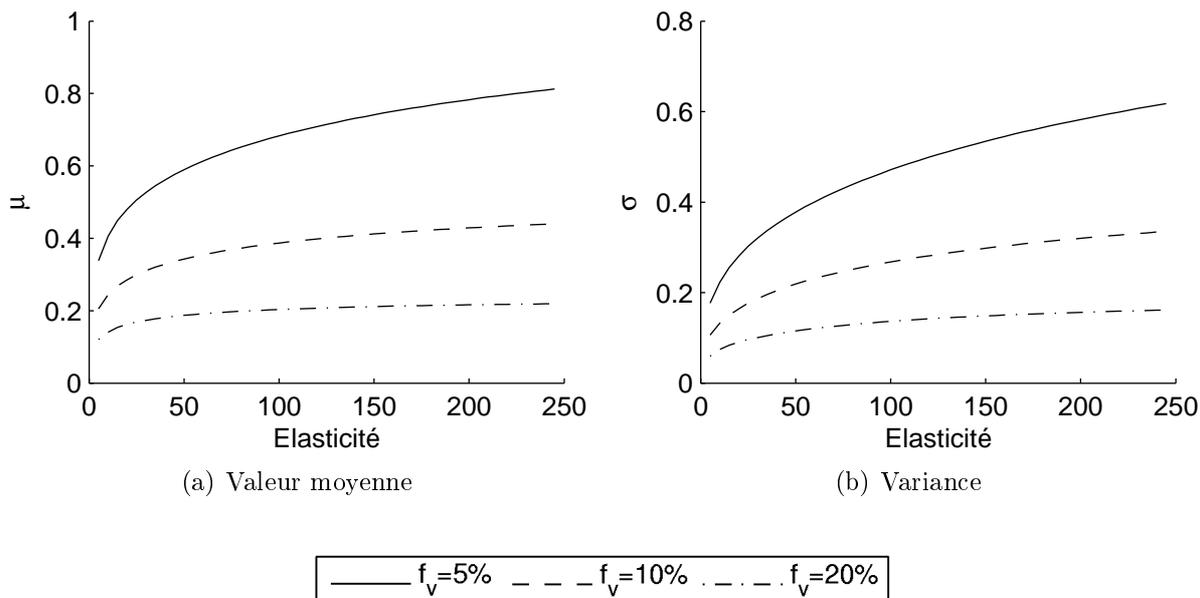 1
0.8
0.6
0.4
0.2
0
μ
0 50 100 150 200 250
Elasticité
(a) Valeur moyenne
0.8
0.6
0.4
0.2
0
σ
0 50 100 150 200 250
Elasticité
(b) Variance
f_v=5% f_v=10% f_v=20%